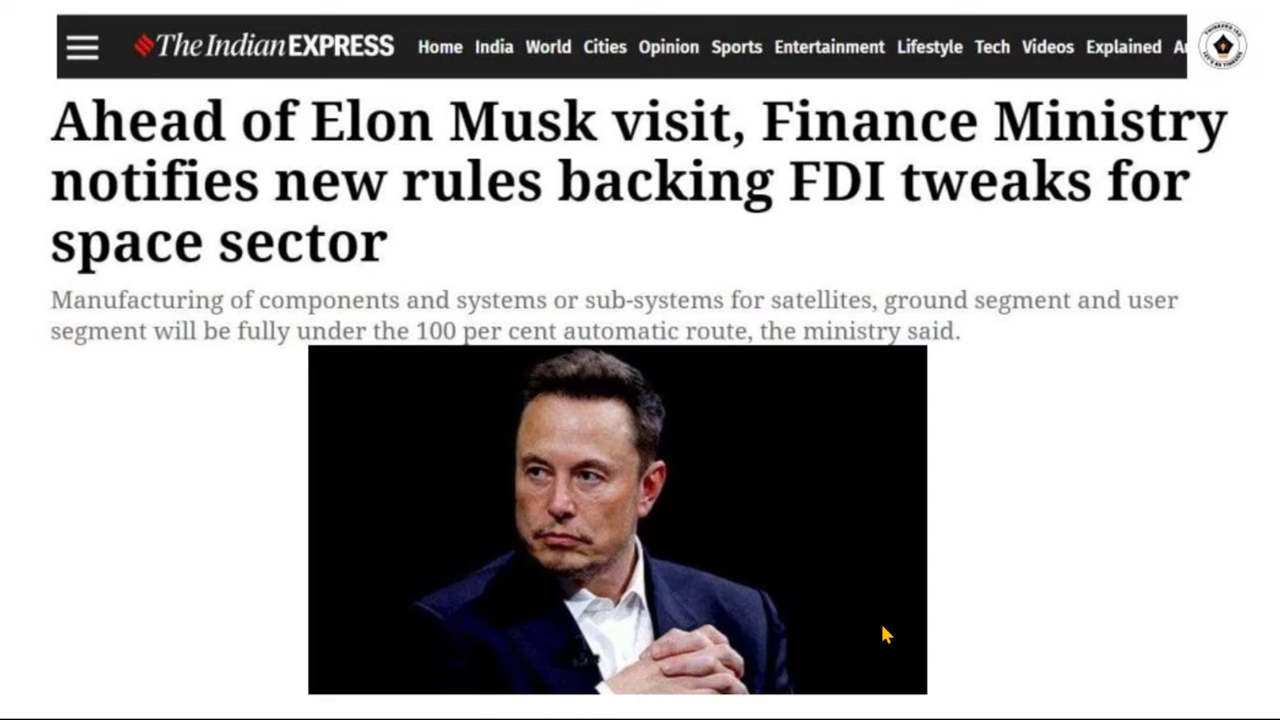 The Indian EXPRESS Home India World Cities Opinion Sports Entertainment Lifestyle Tech Videos Explained
Ahead of Elon Musk visit, Finance Ministry
notifies new rules backing FDI tweaks for
space sector
Manufacturing of components and systems or sub-systems for satellites, ground segment and user
segment will be fully under the 100 per cent automatic route, the ministry said.